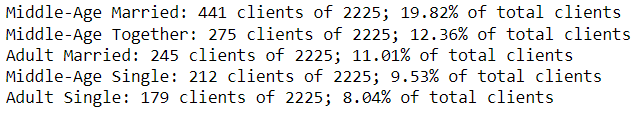 Middle-Age Married: 441 clients of 2225; 19.82% of total clients
Middle-Age Together: 275 clients of 2225; 12.36% of total clients
Adult Married: 245 clients of 2225; 11.01% of total clients
Middle-Age Single: 212 clients of 2225; 9.53% of total clients
Adult Single: 179 clients of 2225; 8.04% of total clients